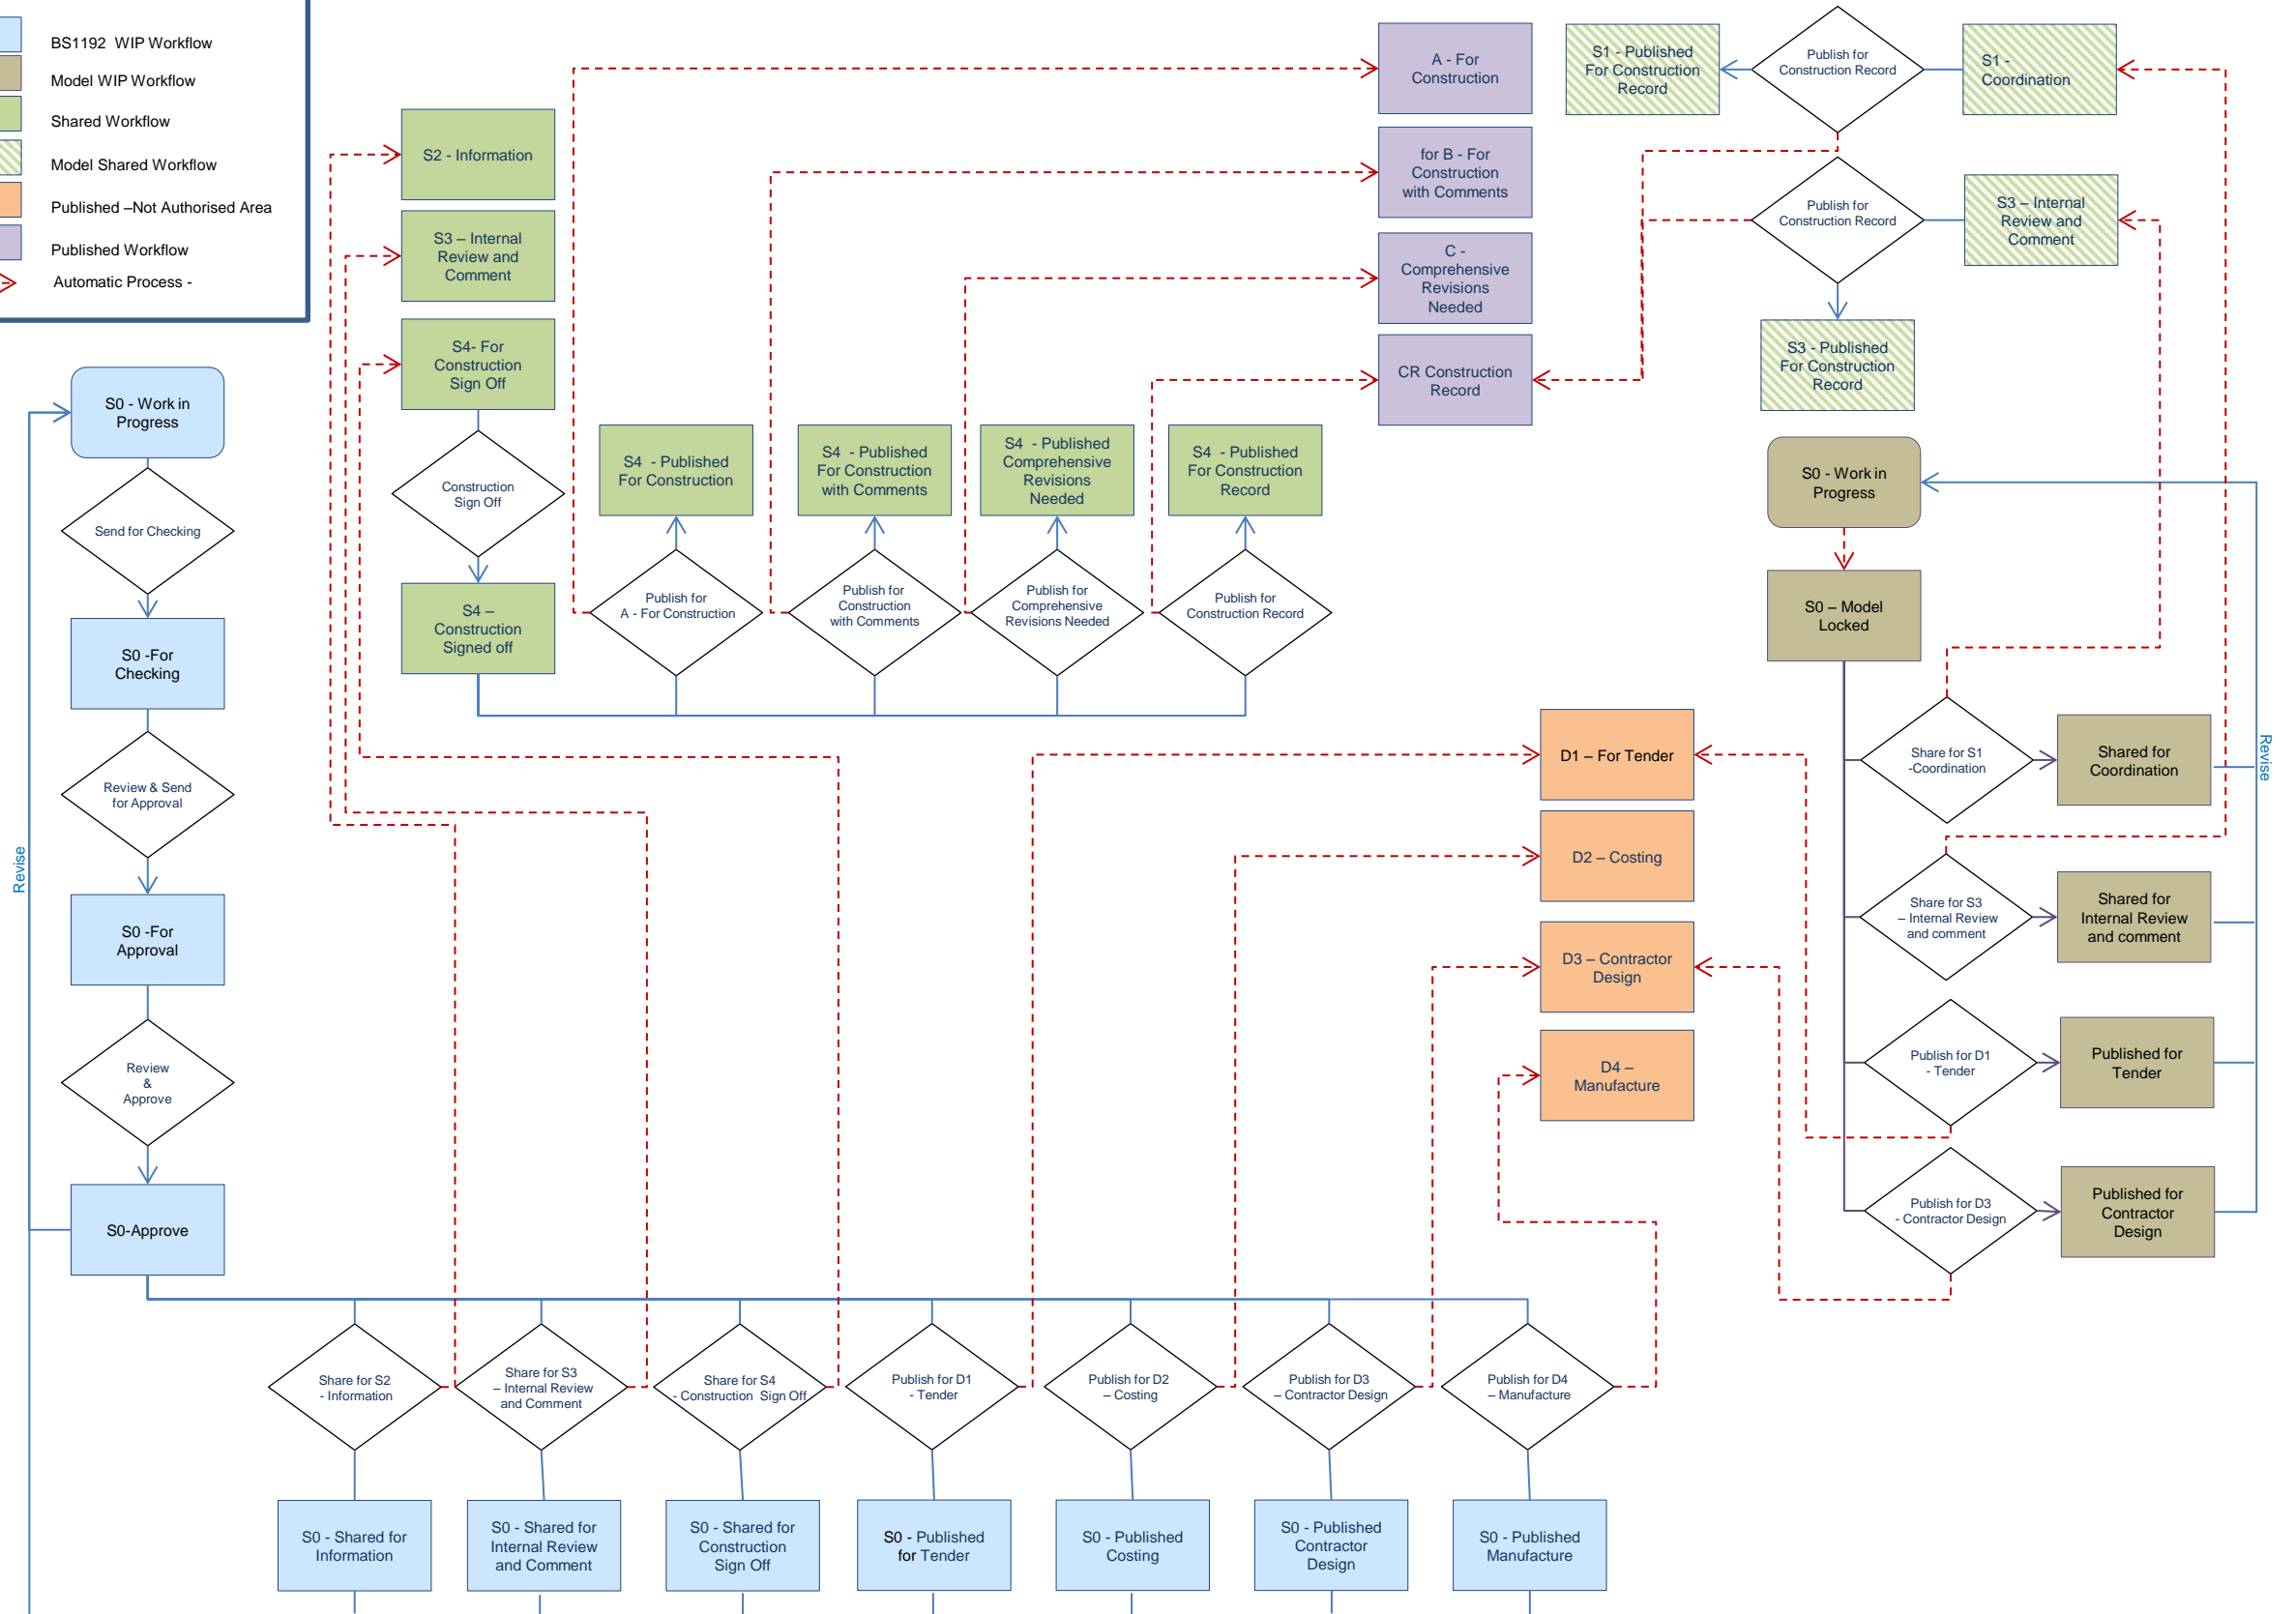 BS1192  WIP Workflow
Model WIP Workflow
Shared Workflow
Model Shared Workflow
Published –Not Authorised Area
Published Workflow
Automatic Process -
S2 - Information
S3 – Internal
Review and
Comment
S4- For
Construction
Sign Off
Construction
Sign Off
S4 –
Construction
Signed off
A - For
Construction
for B - For
Construction
with Comments
C -
Comprehensive
Revisions
Needed
CR Construction
Record
S1 - Published
For Construction
Record
Publish for
Construction Record
S1 -
Coordination
Publish for
Construction Record
S3 – Internal
Review and
Comment
S3 - Published
For Construction
Record
S4  - Published
For Construction
S4  - Published
For Construction
with Comments
S4  - Published
Comprehensive
Revisions
Needed
S4  - Published
For Construction
Record
Publish for
A - For Construction
Publish for
Construction
with Comments
Publish for
Comprehensive
Revisions Needed
Publish for
Construction Record
S0 - Work in
Progress
Send for Checking
S0 -For
Checking
Review & Send
for Approval
S0 -For
Approval
Review
&
Approve
S0-Approve
Revise
S0 - Work in
Progress
S0 – Model
Locked
Share for S1
-Coordination
Shared for
Coordination
Share for S3
– Internal Review
and comment
Shared for
Internal Review
and comment
Publish for D1
- Tender
Published for
Tender
Publish for D3
- Contractor Design
Published for
Contractor
Design
Revise
D1 – For Tender
D2 – Costing
D3 – Contractor
Design
D4 –
Manufacture
Share for S2
- Information
Share for S3
– Internal Review
and Comment
Share for S4
- Construction  Sign Off
Publish for D1
- Tender
Publish for D2
– Costing
Publish for D3
– Contractor Design
Publish for D4
– Manufacture
S0 - Shared for
Information
S0 - Shared for
Internal Review
and Comment
S0 - Shared for
Construction
Sign Off
S0 - Published
for Tender
S0 - Published
Costing
S0 - Published
Contractor
Design
S0 - Published
Manufacture